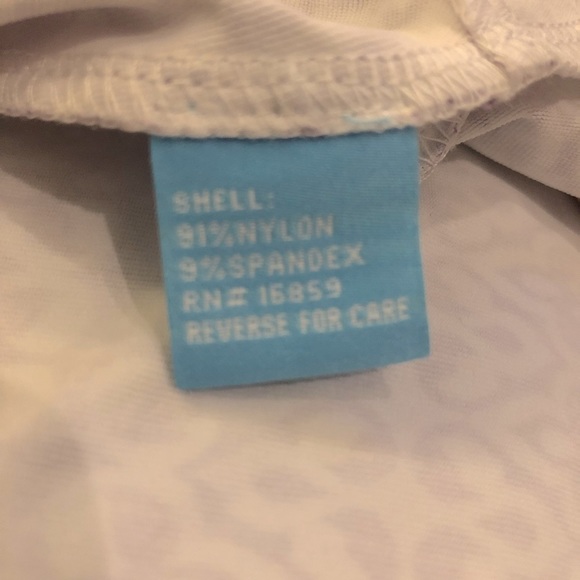 SHELL:
91%NYLON
9%SPANDEX
RN# 16859
REVERSE FOR CARE